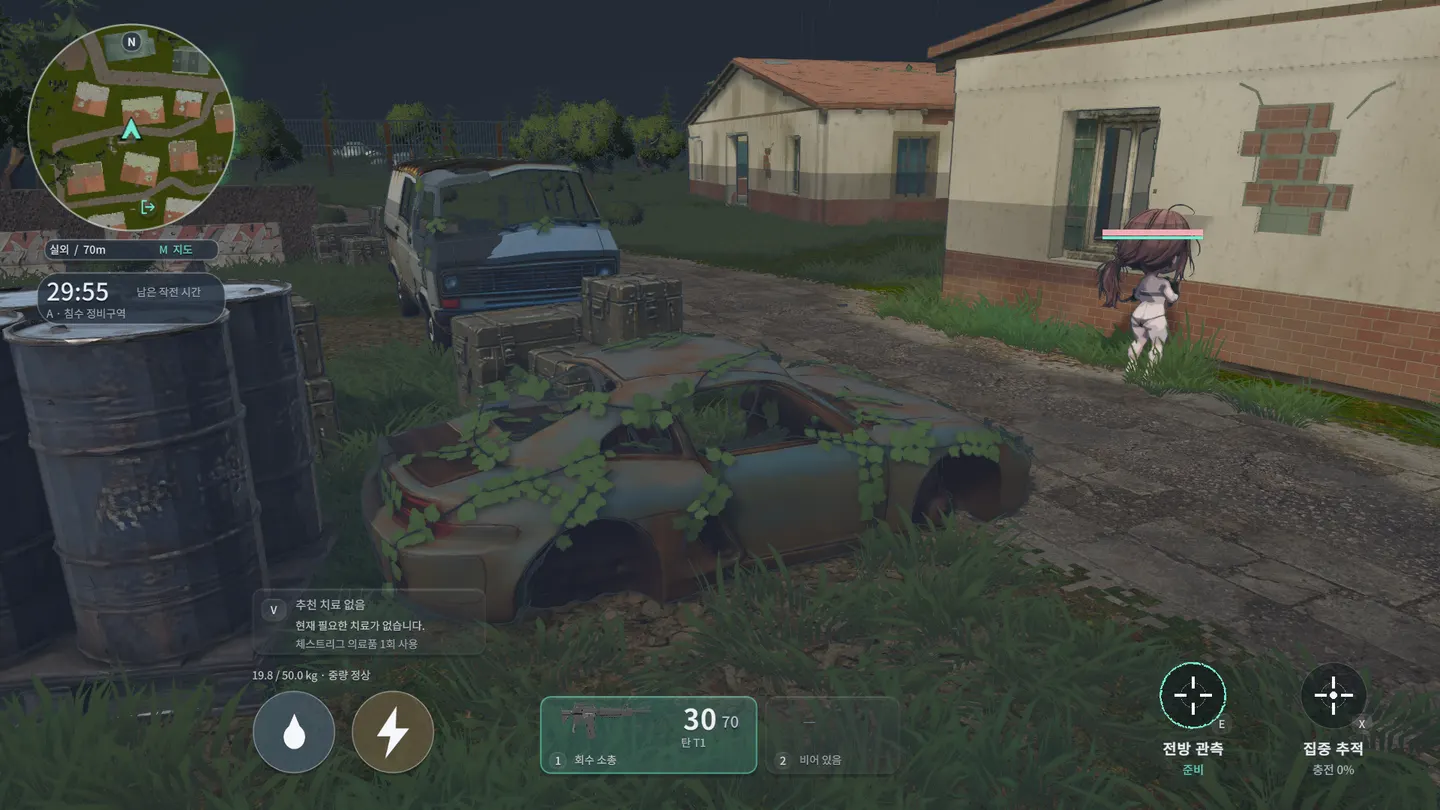 N
실외 / 70m
M 지도
29:55
남은 작전 시간
A · 침수 정비구역
V
추천 치료 없음
현재 필요한 치료가 없습니다.
체스트리그 의료품 1회 사용
19.8 / 50.0 kg · 중량 정상
30 70
탄 T1
1 회수 소총
—
2 비어 있음
E
전방 관측
준비
X
집중 추적
충전 0%